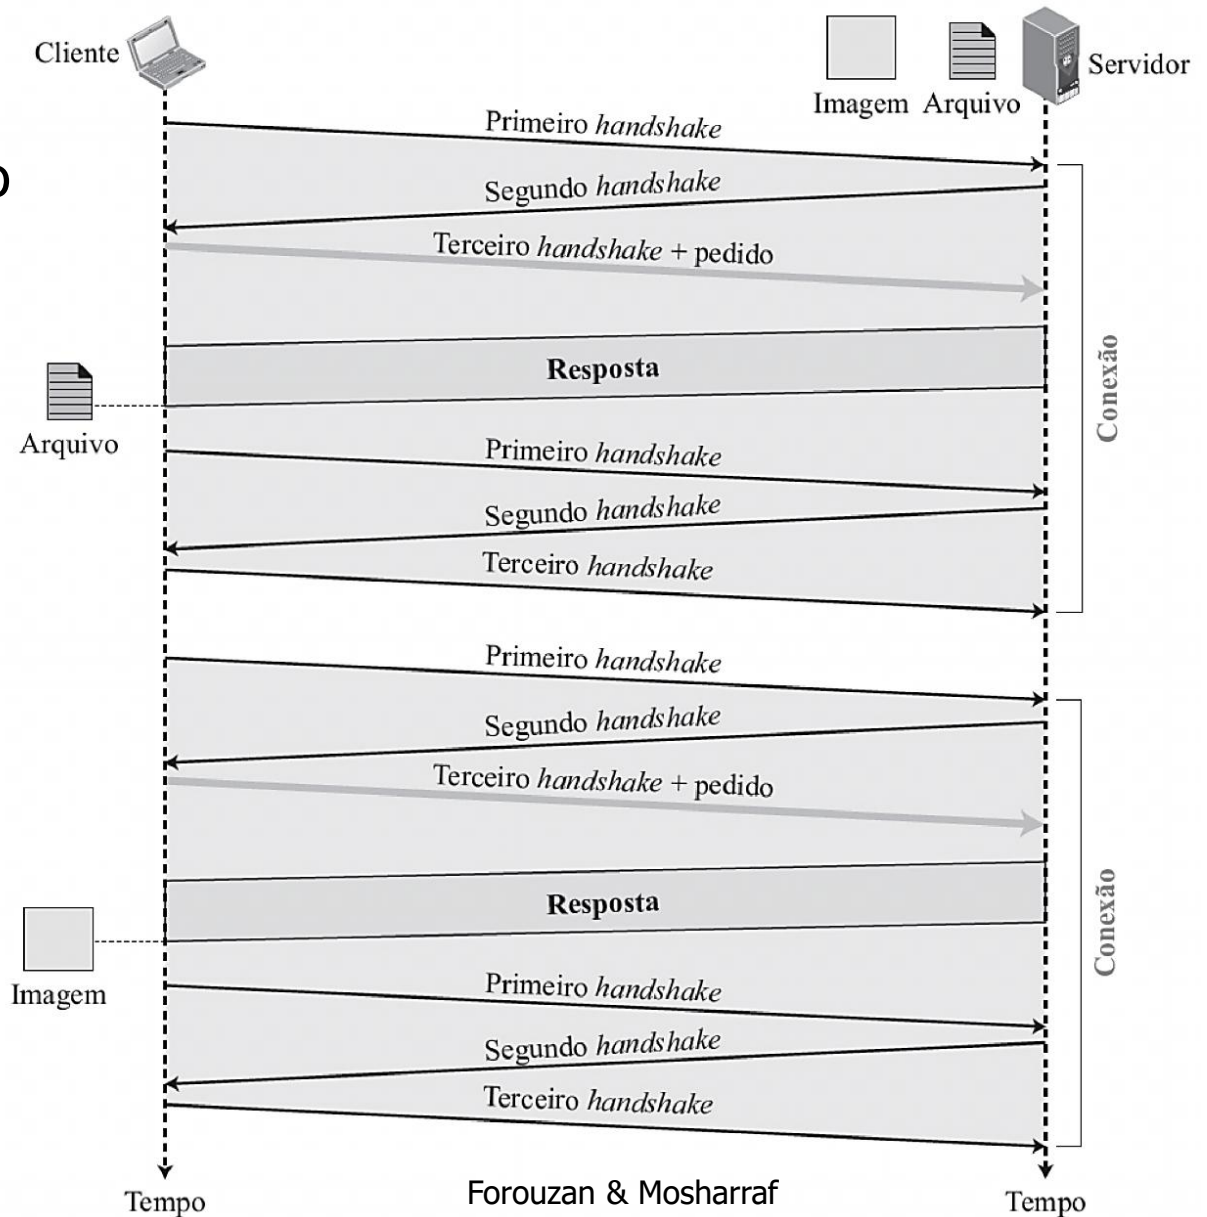 Cliente
Servidor
Imagem Arquivo
Primeiro handshake
Segundo handshake
Terceiro handshake + pedido
Resposta
Conexão
Arquivo
Primeiro handshake
Segundo handshake
Terceiro handshake
Primeiro handshake
Segundo handshake
Terceiro handshake + pedido
Resposta
Conexão
Imagem
Primeiro handshake
Segundo handshake
Terceiro handshake
Tempo
Forouzan & Mosharraf
Tempo